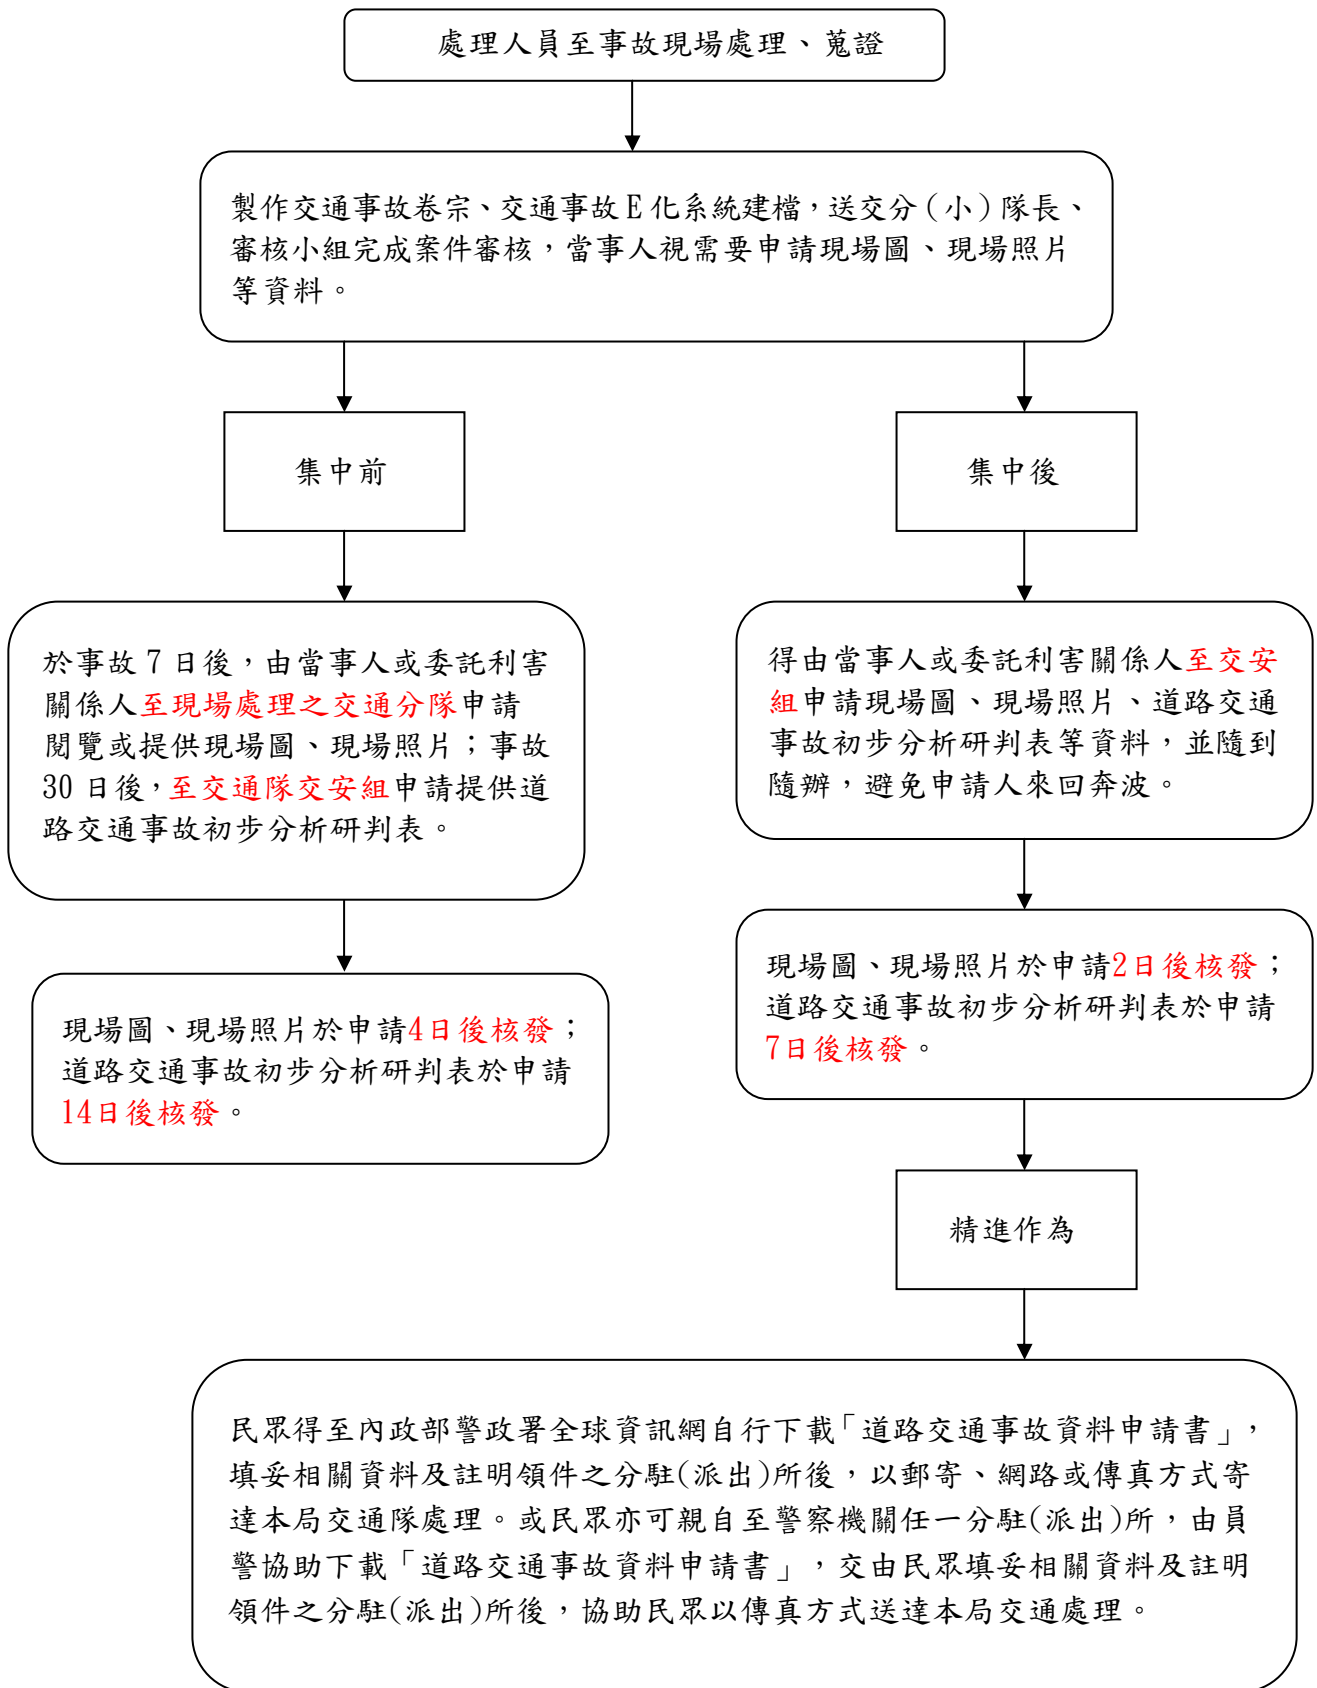 處理人員至事故現場處理、蒐證
製作交通事故卷宗、交通事故E化系統建檔，送交分（小）隊長、
審核小組完成案件審核，當事人視需要申請現場圖、現場照片
等資料。
集中前
集中後
於事故 7 日後，由當事人或委託利害
關係人至現場處理之交通分隊申請
閱覽或提供現場圖、現場照片；事故
30 日後，至交通隊交安組申請提供道
路交通事故初步分析研判表。
得由當事人或委託利害關係人至交安
組申請現場圖、現場照片、道路交通
事故初步分析研判表等資料，並隨到
隨辦，避免申請人來回奔波。
現場圖、現場照片於申請4日後核發；
道路交通事故初步分析研判表於申請
14日後核發。
現場圖、現場照片於申請2日後核發；
道路交通事故初步分析研判表於申請
7日後核發。
精進作為
民眾得至內政部警政署全球資訊網自行下載「道路交通事故資料申請書」，
填妥相關資料及註明領件之分駐(派出)所後，以郵寄、網路或傳真方式寄
達本局交通隊處理。或民眾亦可親自至警察機關任一分駐(派出)所，由員
警協助下載「道路交通事故資料申請書」，交由民眾填妥相關資料及註明
領件之分駐(派出)所後，協助民眾以傳真方式送達本局交通處理。